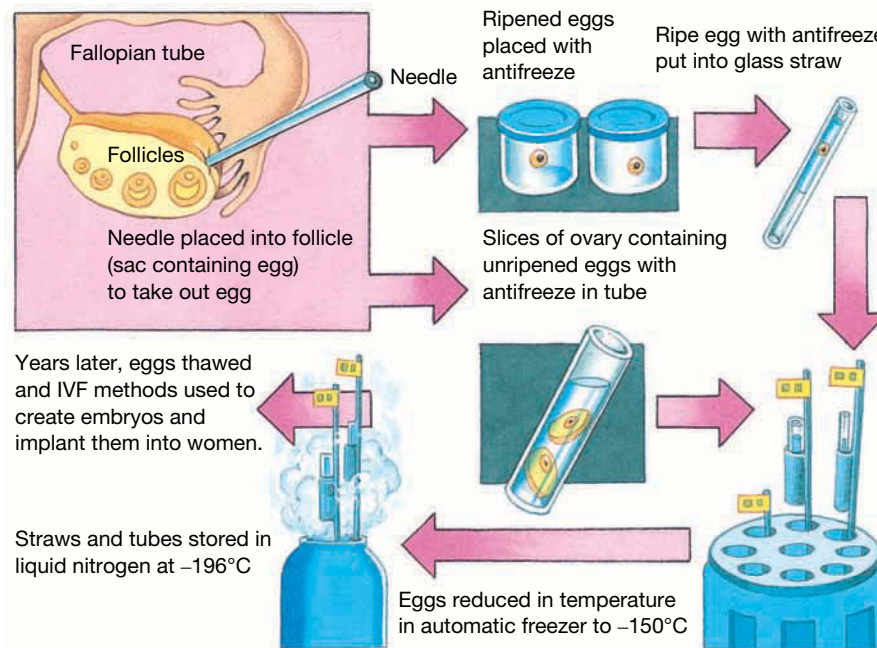 Fallopian tube
Needle
Follicles
Needle placed into follicle
(sac containing egg)
to take out egg
Ripened eggs
placed with
antifreeze
Ripe egg with antifreeze
put into glass straw
Slices of ovary containing
unripened eggs with
antifreeze in tube
Years later, eggs thawed
and IVF methods used to
create embryos and
implant them into women.
Straws and tubes stored in
liquid nitrogen at –196°C
Eggs reduced in temperature
in automatic freezer to –150°C